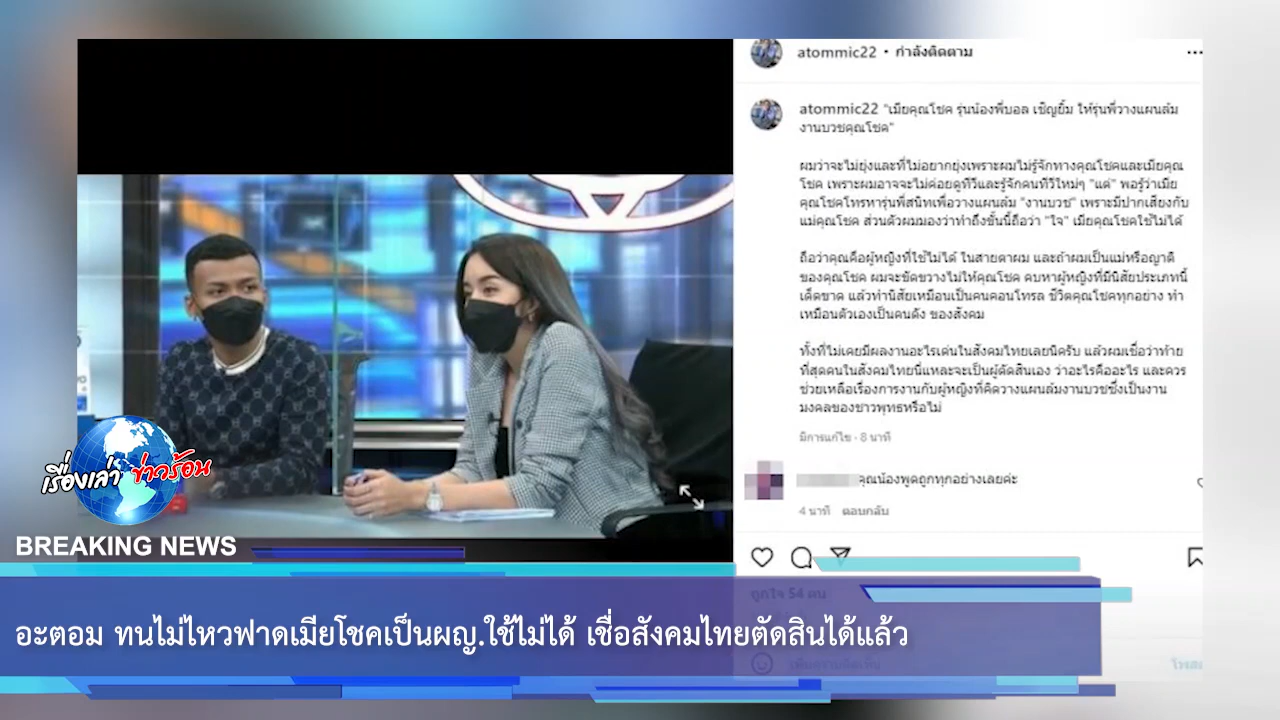 atommic22 • กำลังติดตาม
atommic22 "เมียคุณโชค รุ่นน้องพี่บอล เชิญยิ้ม ให้รุ่นพี่วางแผนล้ม
งานบวชคุณโชค"
ผมว่าจะไม่ยุ่งและที่ไม่อยากยุ่งเพราะผมไม่รู้จักทางคุณโชคและเมียคุณ
โชค เพราะผมอาจจะไม่ค่อยดูทีวีและรู้จักคนทีวีใหม่ๆ "แต่" พอรู้ว่าเมีย
คุณโชคโทรหารุ่นพี่สนิทเพื่อวางแผนล้ม "งานบวช" เพราะมีปากเสียงกับ
แม่คุณโชค ส่วนตัวผมมองว่าทำถึงขั้นนี้ถือว่า "ใจ" เมียคุณโชคใช้ไม่ได้
ถือว่าคุณคือผู้หญิงที่ใช้ไม่ได้ ในสายตาผม และถ้าผมเป็นแม่หรือญาติ
ของคุณโชค ผมจะขัดขวางไม่ให้คุณโชค คบหาผู้หญิงที่มีนิสัยประเภทนี้
เด็ดขาด แล้วทำนิสัยเหมือนเป็นคนคอนโทรล ชีวิตคุณโชคทุกอย่าง ทำ
เหมือนตัวเองเป็นคนดัง ของสังคม
ทั้งที่ไม่เคยมีผลงานอะไรเด่นในสังคมไทยเลยนิครับ แล้วผมเชื่อว่าท้าย
ที่สุดคนในสังคมไทยนี่แหละจะเป็นผู้ตัดสินเอง ว่าอะไรคืออะไร และควร
ช่วยเหลือเรื่องการงานกับผู้หญิงที่คิดวางแผนล้มงานบวชซึ่งเป็นงาน
มงคลของชาวพุทธหรือไม่
มีการแก้ไข · 8 นาที
คุณน้องพูดถูกทุกอย่างเลยค่ะ
4 นาที ตอบกลับ
ถูกใจ 54 คน
เรื่องเล่า ข่าวร้อน
BREAKING NEWS
อะตอม ทนไม่ไหวฟาดเมียโชคเป็นผญ.ใช้ไม่ได้ เชื่อสังคมไทยตัดสินได้แล้ว